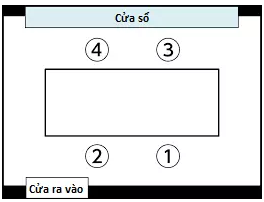 Cửa sổ
④ ③
② ①
Cửa ra vào